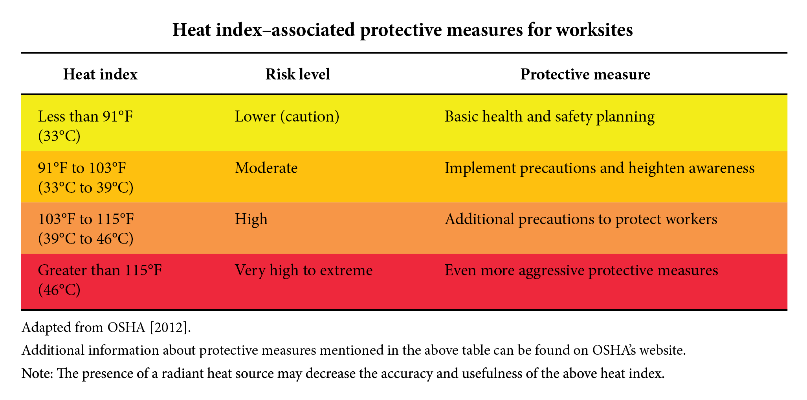 Heat index–associated protective measures for worksites
Heat index Risk level Protective measure
Less than 91°F Lower (caution) Basic health and safety planning
(33°C)
91°F to 103°F Moderate Implement precautions and heighten awareness
(33°C to 39°C)
103°F to 115°F High Additional precautions to protect workers
(39°C to 46°C)
Greater than 115°F Very high to extreme Even more aggressive protective measures
(46°C)
Adapted from OSHA [2012].
Additional information about protective measures mentioned in the above table can be found on OSHA’s website.
Note: The presence of a radiant heat source may decrease the accuracy and usefulness of the above heat index.